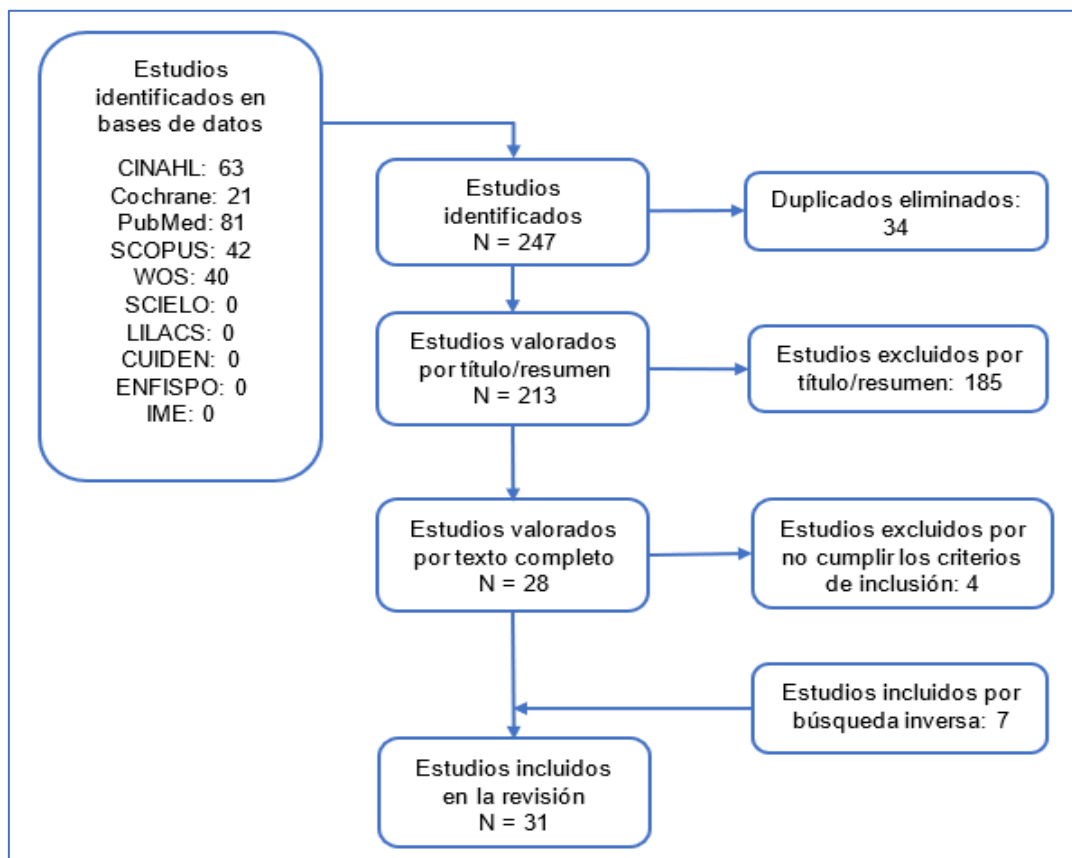 Estudios
identificados en
bases de datos
CINAHL: 63
Cochrane: 21
PubMed: 81
SCOPUS: 42
WOS: 40
SCIELO: 0
LILACS: 0
CUIDEN: 0
ENFISPO: 0
IME: 0
Estudios
identificados
N = 247
Duplicados eliminados:
34
Estudios valorados
por título/resumen
N = 213
Estudios excluidos por
título/resumen: 185
Estudios valorados
por texto completo
N = 28
Estudios excluidos por
no cumplir los criterios
de inclusión: 4
Estudios incluidos por
búsqueda inversa: 7
Estudios incluidos
en la revisión
N = 31